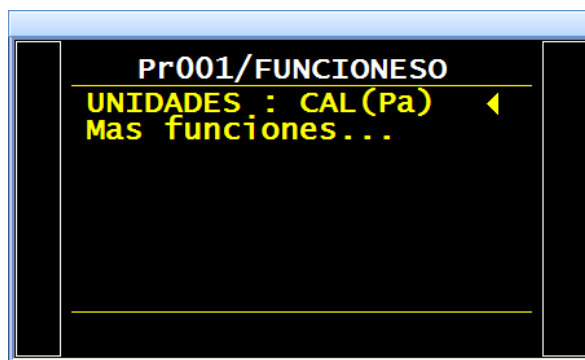 Pr001/FUNCIONESO
UNIDADES : CAL(Pa)
Mas funciones...